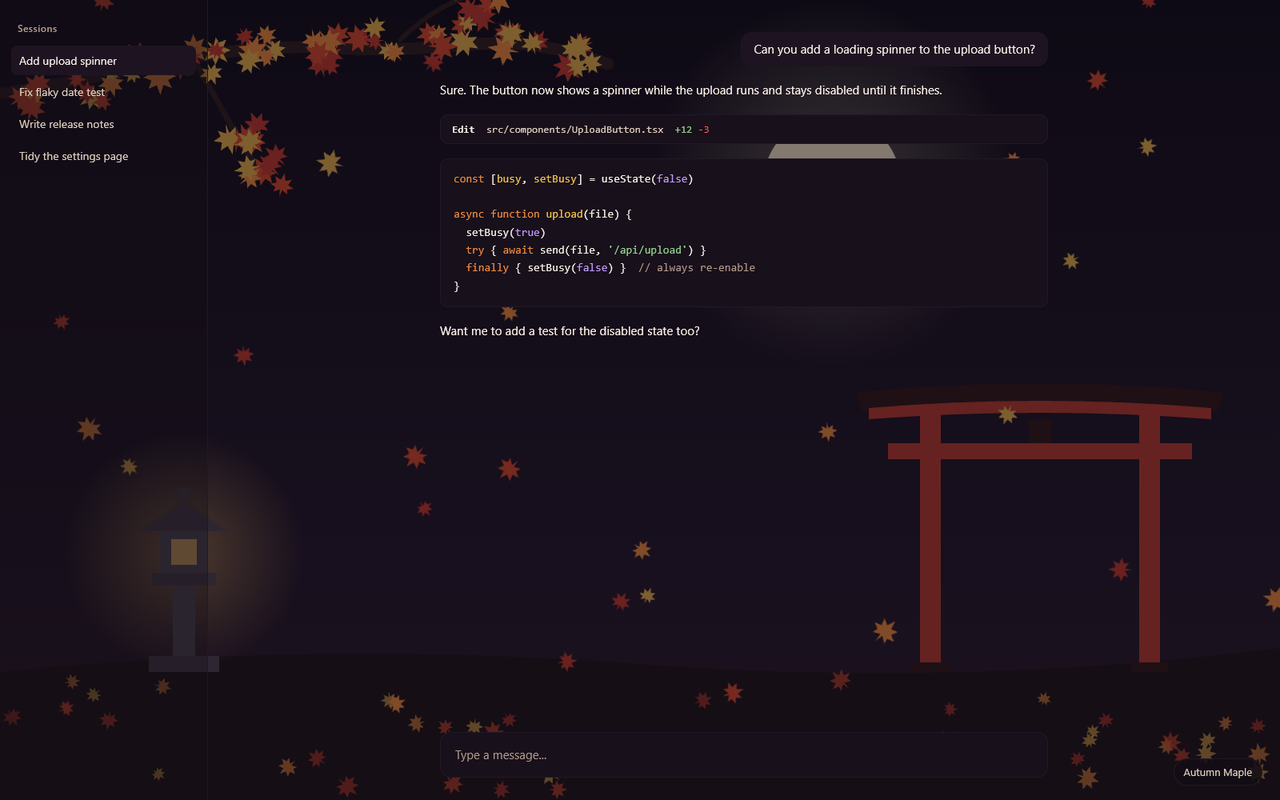 Sessions
Add upload spinner
Fix flaky date test
Write release notes
Tidy the settings page
Can you add a loading spinner to the upload button?
Sure. The button now shows a spinner while the upload runs and stays disabled until it finishes.
Edit src/components/UploadButton.tsx +12 -3
const [busy, setBusy] = useState(false)
async function upload(file) {
  setBusy(true)
  try { await send(file, '/api/upload') }
  finally { setBusy(false) }  // always re-enable
}
Want me to add a test for the disabled state too?
Type a message...
Autumn Maple